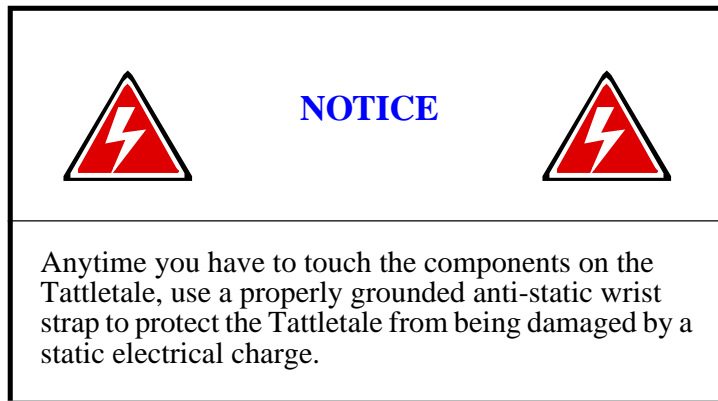 NOTICE
Anytime you have to touch the components on the
Tattletale, use a properly grounded anti-static wrist
strap to protect the Tattletale from being damaged by a
static electrical charge.